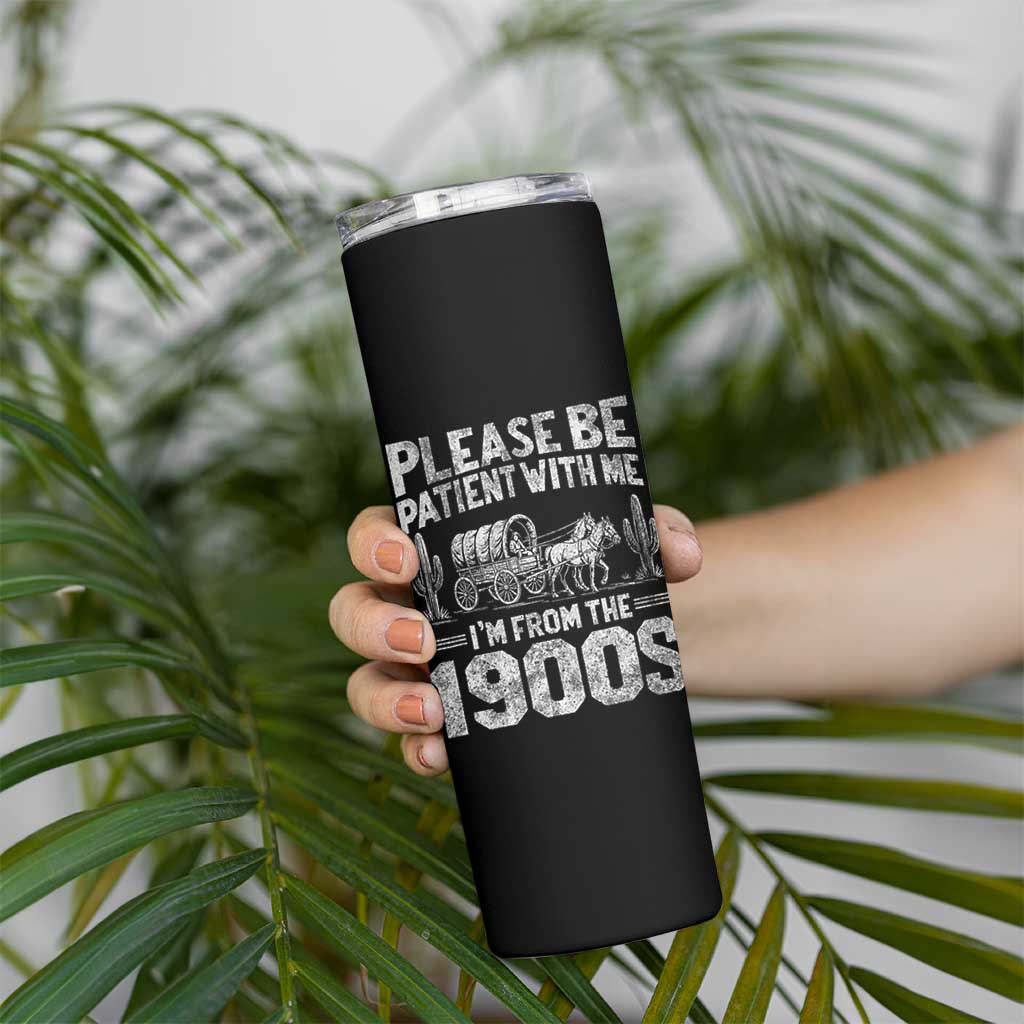 PLEASE BE
PATIENT WITH ME
I'M FROM THE
1900S